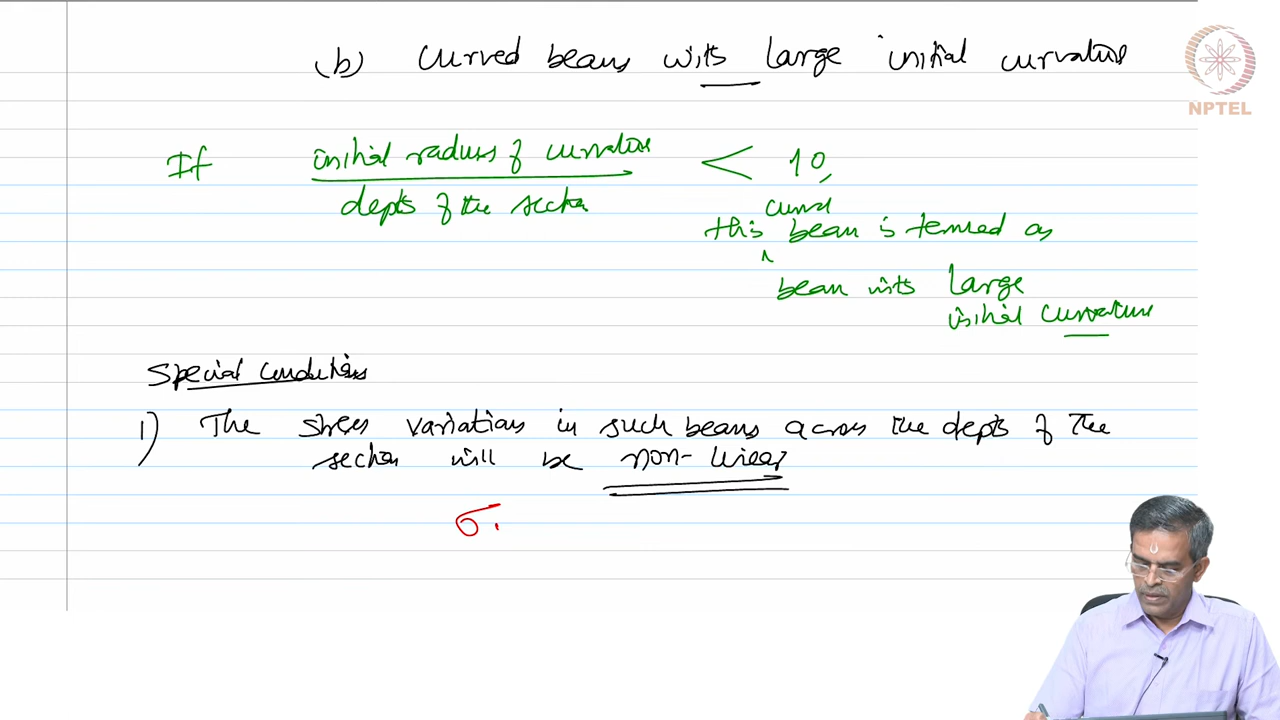 (b) Curved beams with large initial curvature
NPTEL
If initial radius of curvature < 10,
depth of the section
curved
this beam is termed as
beam with large
initial curvature
Special conditions
1) The stress variations in such beams across the depth of the
section will be non-linear
σ